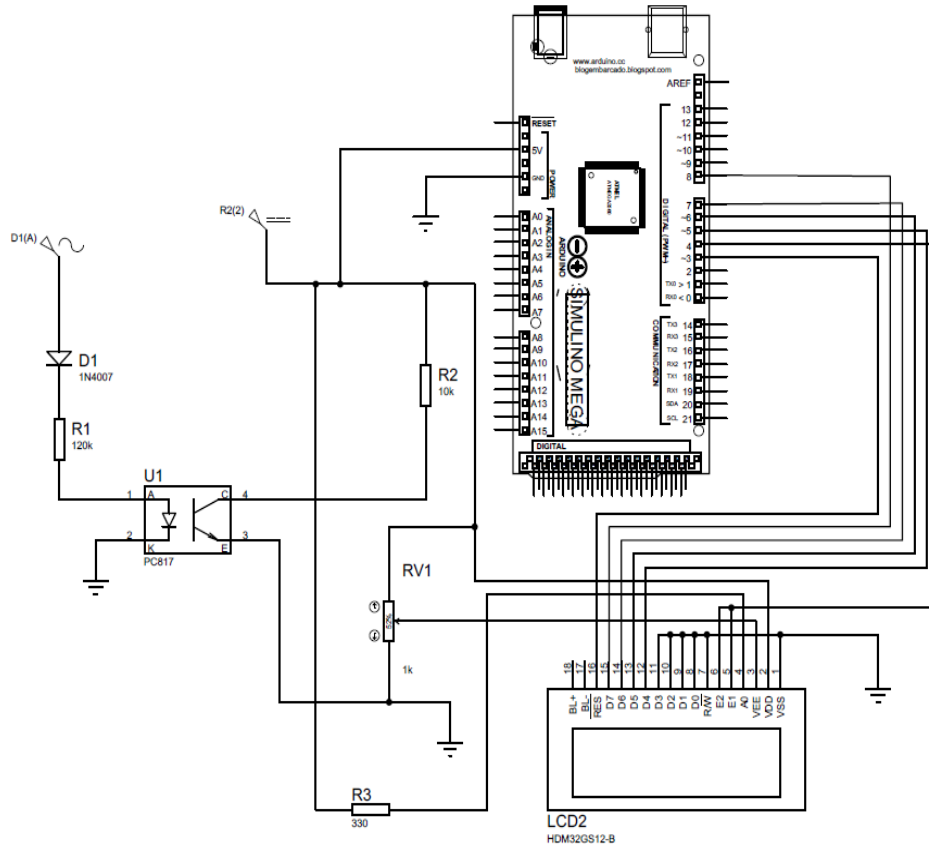 www.arduino.cc
blogembarcado.blogspot.com
AREF
13
12
~11
~10
~9
8
7
~6
~5
4
~3
2
TX0 > 1
RX0 < 0
DIGITAL (PWM~)
TX3 14
RX3 15
TX2 16
RX2 17
TX1 18
RX1 19
SDA 20
SCL 21
COMMUNICATION
RESET
5V
GND
POWER
A0
A1
A2
A3
A4
A5
A6
A7
ANALOG IN
A8
A9
A10
A11
A12
A13
A14
A15
ATMEL
ARDUINO
SIMULINO MEGA
DIGITAL
R2(2)
D1(A)
D1
1N4007
R1
120k
R2
10k
U1
1
A
C
4
2
K
E
3
PC817
RV1
52%
1k
R3
330
18 17 16 15 14 13 12 11 10 9 8 7 6 5 4 3 2 1
BL+ BL- RES D7 D6 D5 D4 D3 D2 D1 D0 R/W E2 E1 A0 VEE VDD VSS
LCD2
HDM32GS12-B